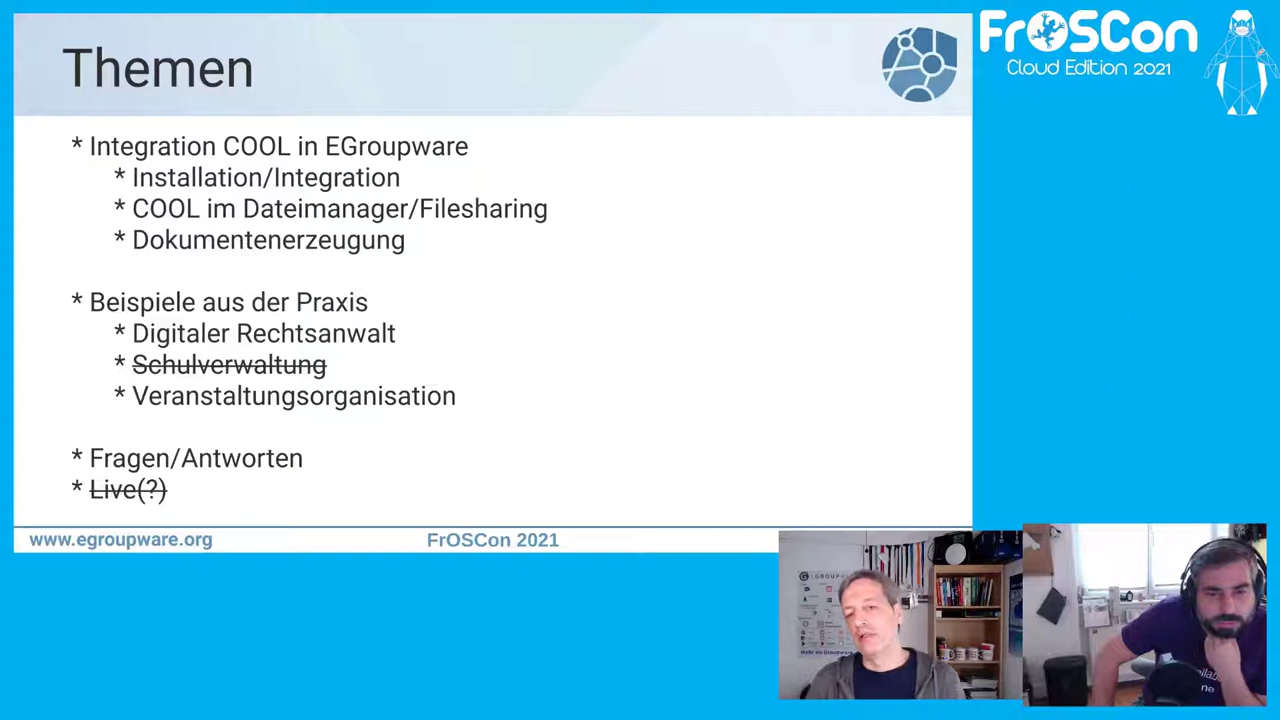 Themen
* Integration COOL in EGroupware
* Installation/Integration
* COOL im Dateimanager/Filesharing
* Dokumentenerzeugung
* Beispiele aus der Praxis
* Digitaler Rechtsanwalt
* Schulverwaltung
* Veranstaltungsorganisation
* Fragen/Antworten
* Live(?)
www.egroupware.org
FrOSCon 2021
FrOSCon
Cloud Edition 2021